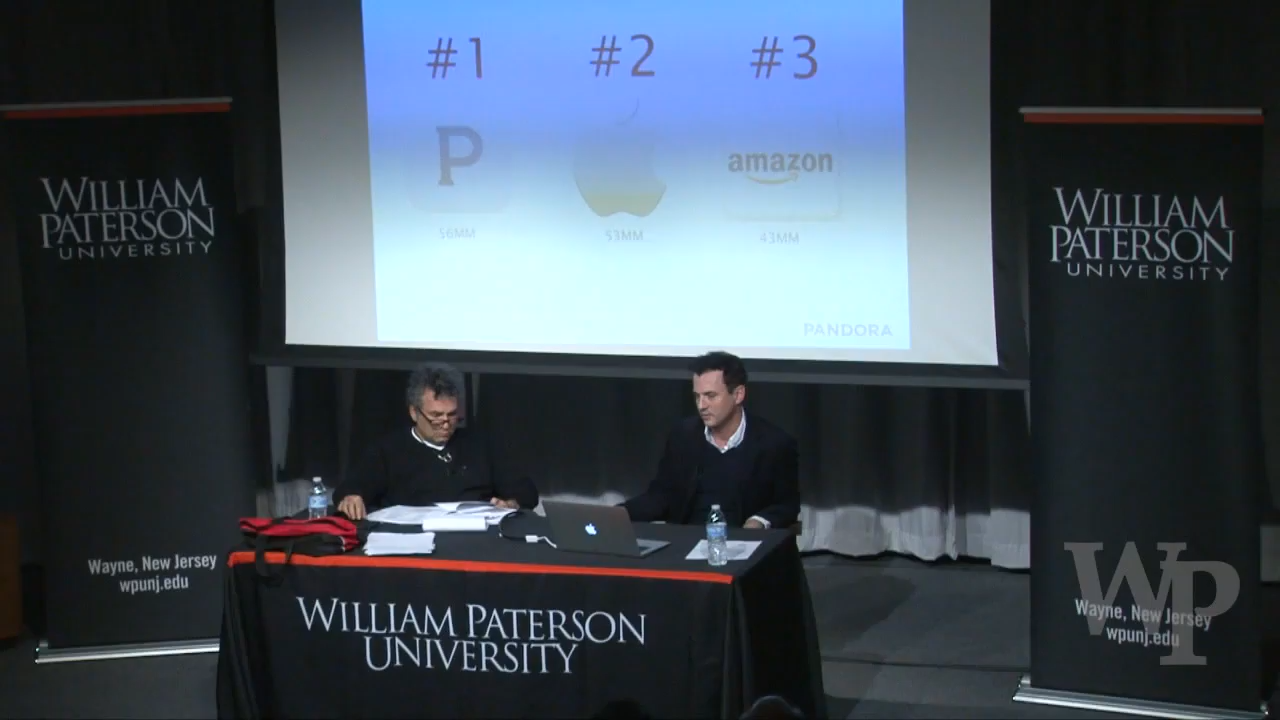 #1 #2 #3
P
amazon
56MM 53MM 43MM
PANDORA
WILLIAM
PATERSON
UNIVERSITY
Wayne, New Jersey
wpunj.edu
WILLIAM PATERSON
UNIVERSITY
WILLIAM
PATERSON
UNIVERSITY
Wayne, New Jersey
wpunj.edu
WP